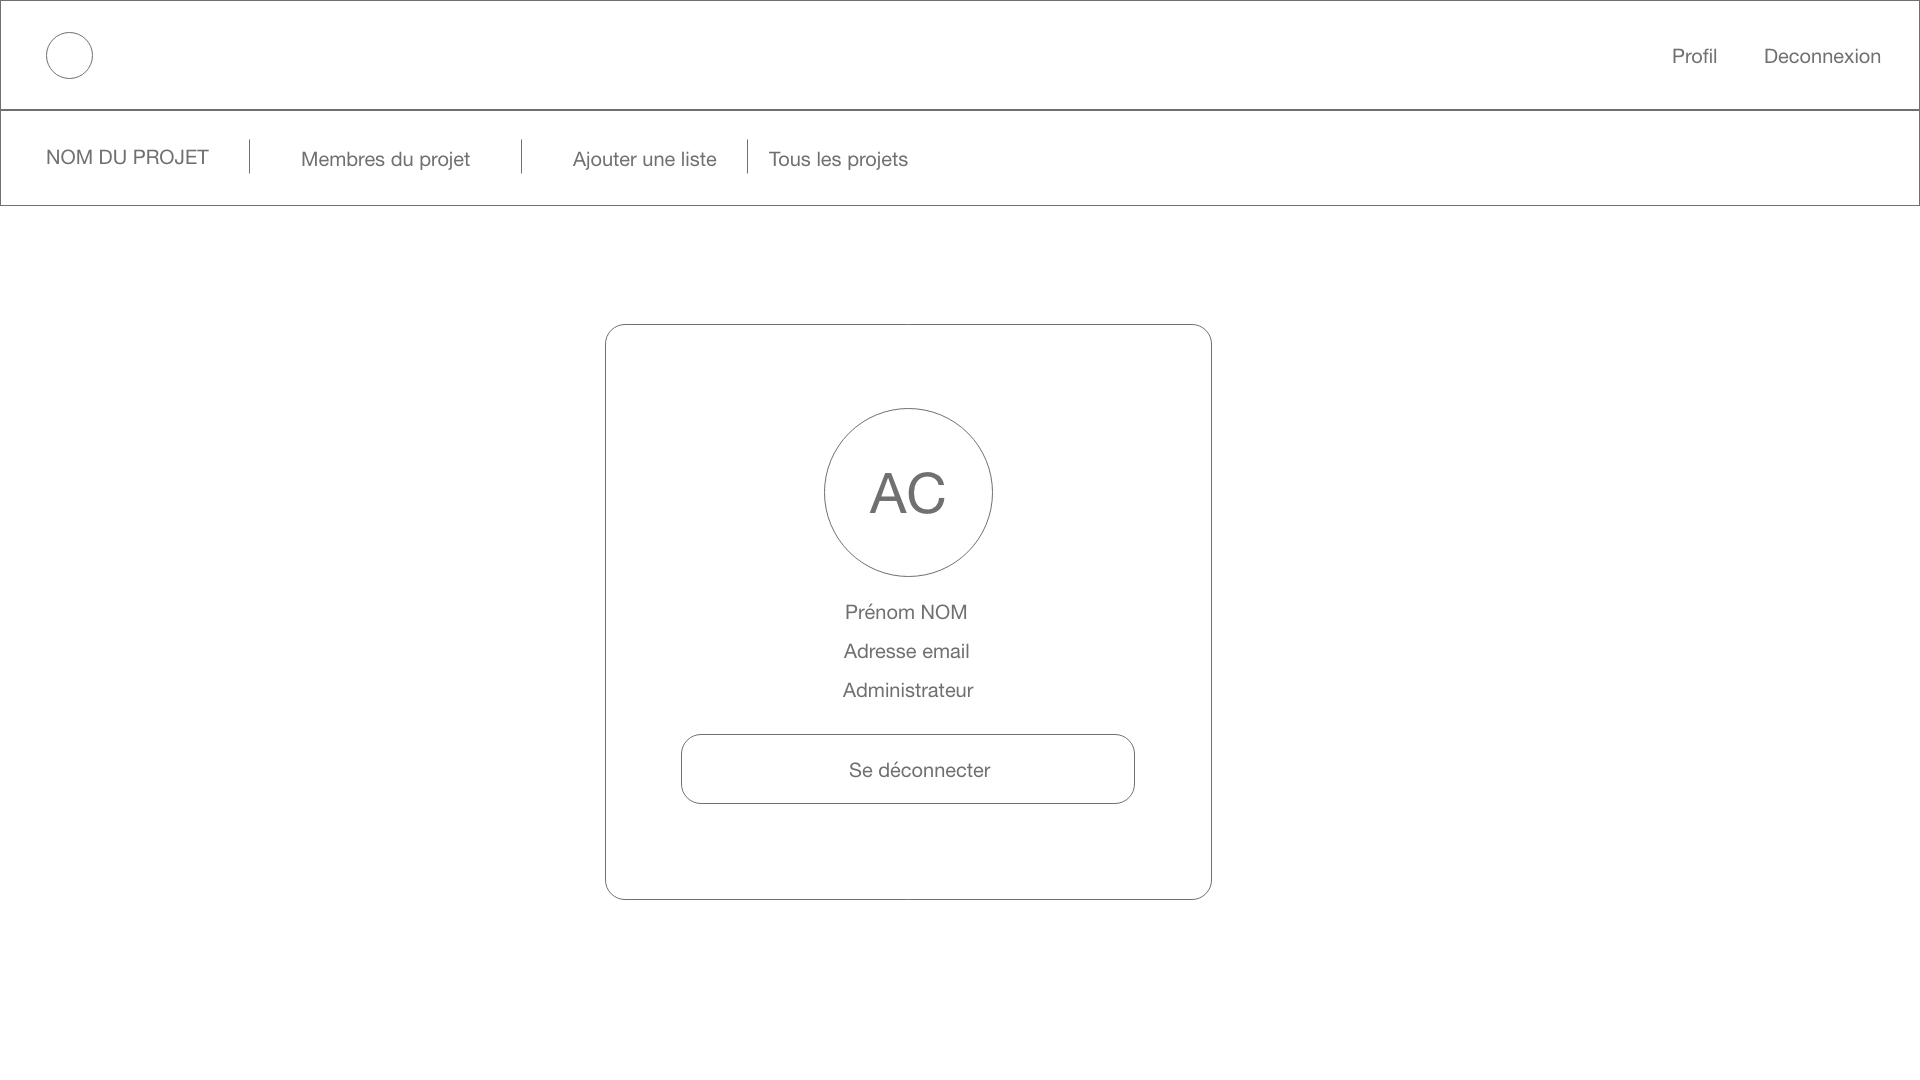 Profil Deconnexion
NOM DU PROJET Membres du projet Ajouter une liste Tous les projets
AC
Prénom NOM
Adresse email
Administrateur
Se déconnecter